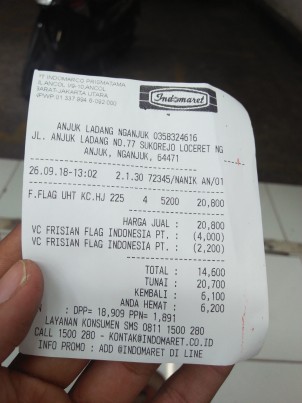 PT INDOMARCO PRISMATAMA
JL.ANCOL I/9-10,ANCOL
BARAT-JAKARTA UTARA
NPWP 01.337.994.6-092.000
Indomaret
ANJUK LADANG NGANJUK 0358324616
JL. ANJUK LADANG NO.77 SUKOREJO LOCERET NG
ANJUK, NGANJUK, 64471
26.09.18-13:02 2.1.30 72345/NANIK AN/01
F.FLAG UHT KC.HJ 225 4 5200 20,800
HARGA JUAL : 20,800
VC FRISIAN FLAG INDONESIA PT. : (4,000)
VC FRISIAN FLAG INDONESIA PT. : (2,200)
TOTAL : 14,600
TUNAI : 20,700
KEMBALI : 6,100
ANDA HEMAT : 6,200
N : DPP= 18,909 PPN= 1,891
LAYANAN KONSUMEN SMS 0811 1500 280
CALL 1500 280 - KONTAK@INDOMARET.CO.ID
INFO PROMO : ADD @INDOMARET DI LINE